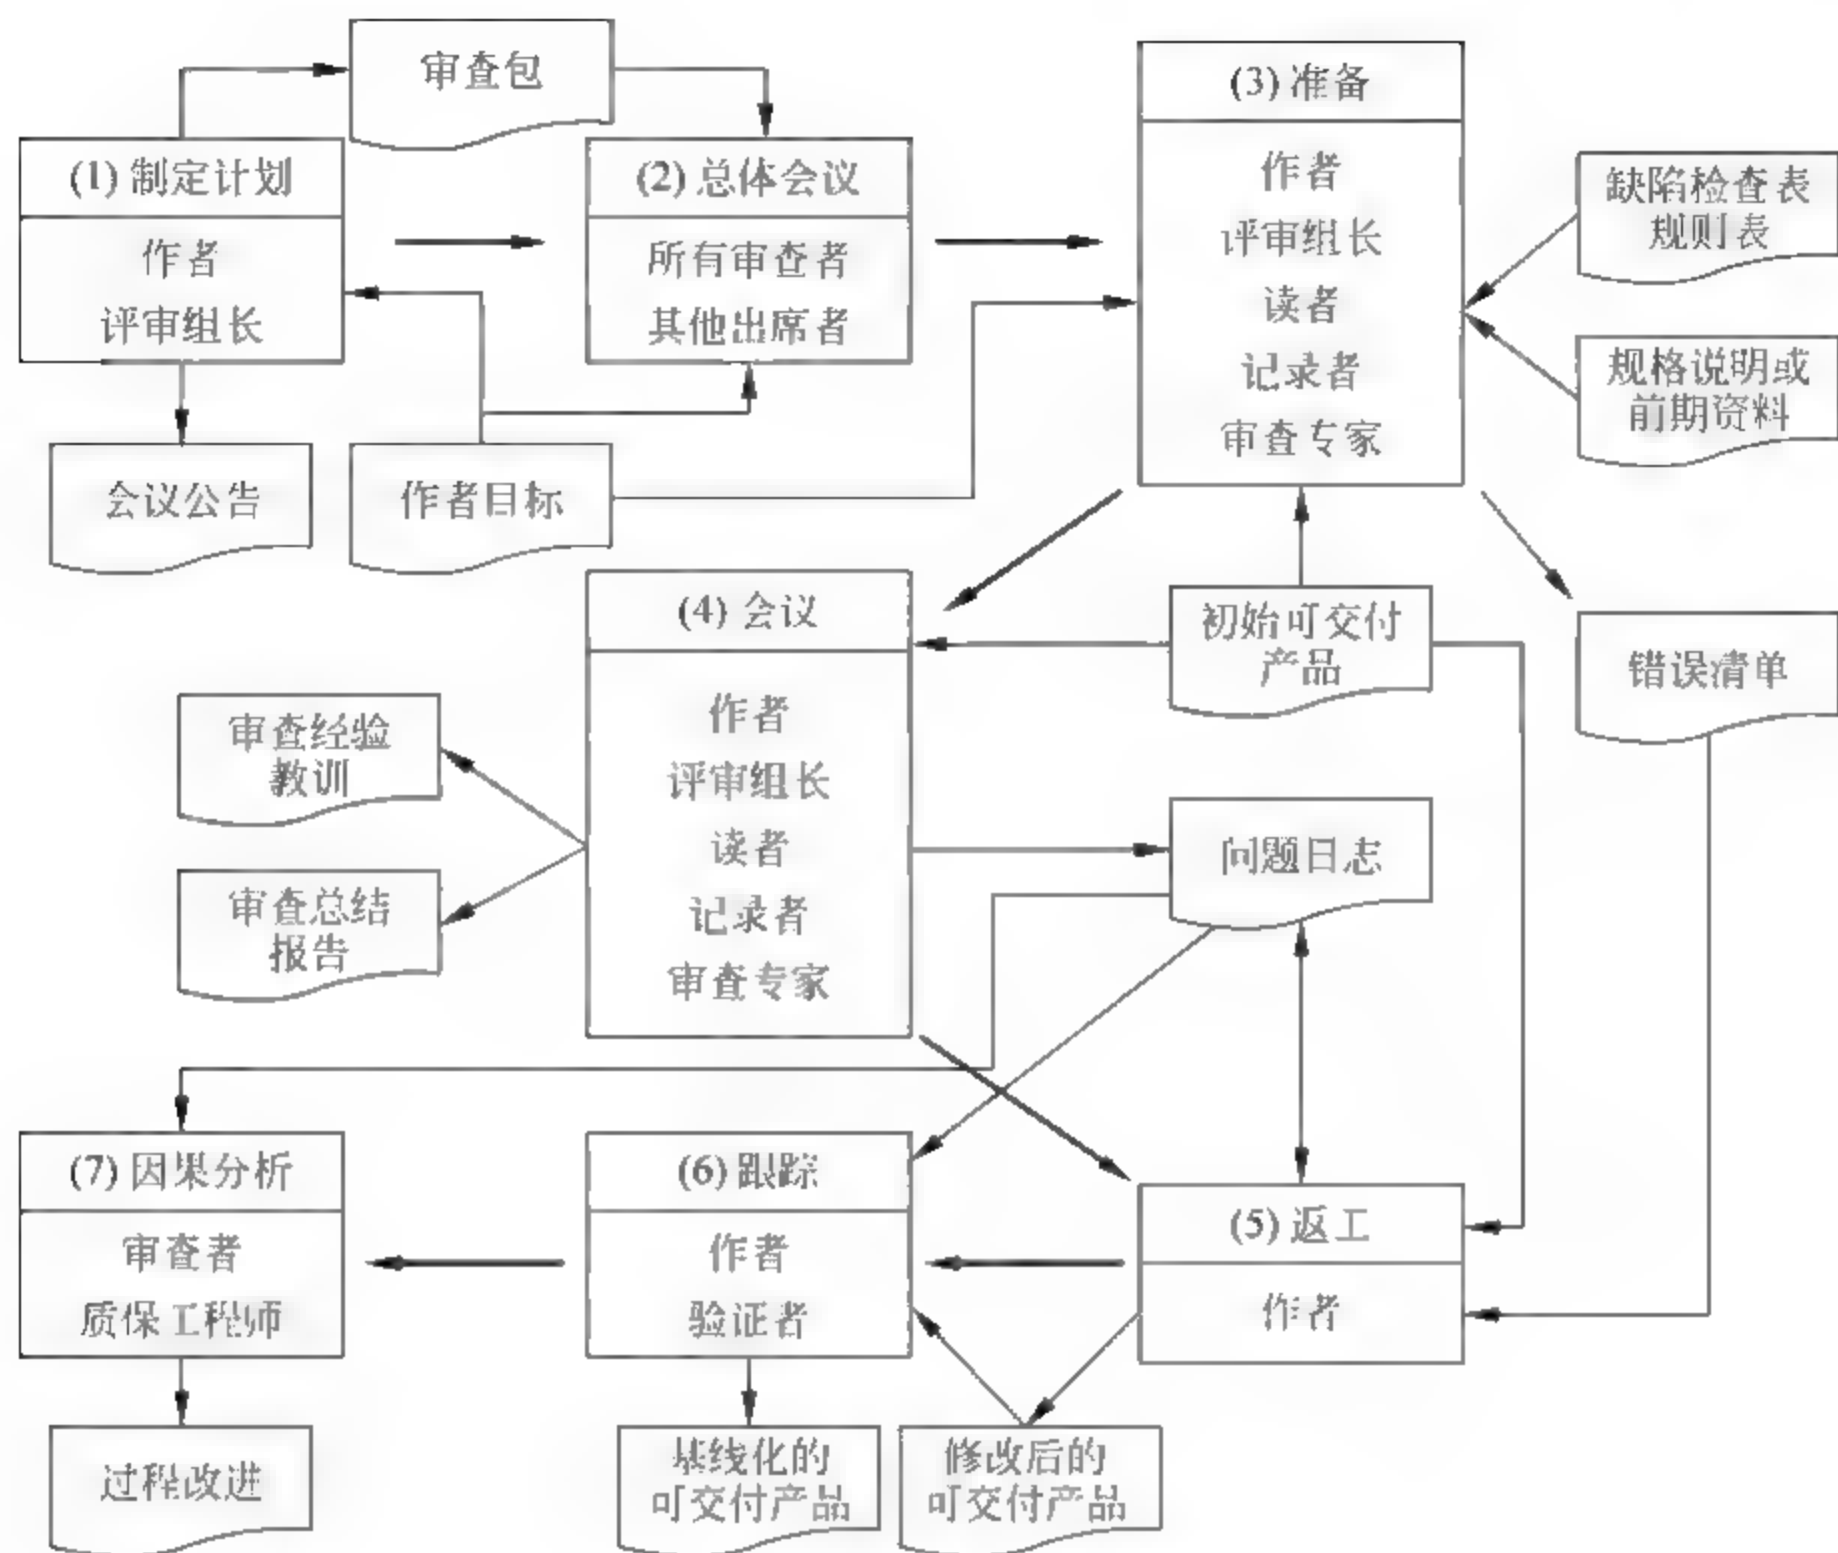 审查包
(1) 制定计划
作者
评审组长
(2) 总体会议
所有审查者
其他出席者
(3) 准备
作者
评审组长
读者
记录者
审查专家
缺陷检查表
规则表
规格说明或
前期资料
会议公告
作者目标
(4) 会议
作者
评审组长
读者
记录者
审查专家
初始可交付
产品
错误清单
审查经验
教训
审查总结
报告
问题日志
(7) 因果分析
审查者
质保工程师
(6) 跟踪
作者
验证者
(5) 返工
作者
过程改进
基线化的
可交付产品
修改后的
可交付产品